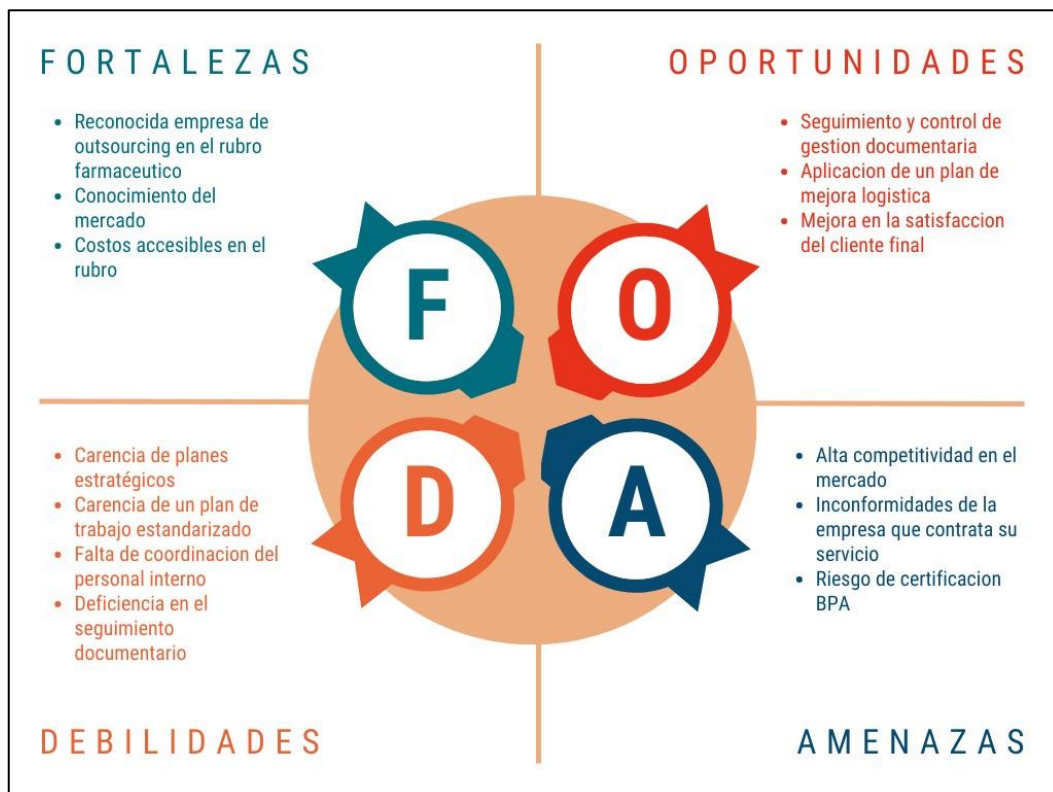 FORTALEZAS
• Reconocida empresa de
outsourcing en el rubro
farmaceutico
• Conocimiento del
mercado
• Costos accesibles en el
rubro
OPORTUNIDADES
• Seguimiento y control de
gestion documentaria
• Aplicacion de un plan de
mejora logistica
• Mejora en la satisfaccion
del cliente final
F
O
D
A
• Carencia de planes
estratégicos
• Carencia de un plan de
trabajo estandarizado
• Falta de coordinacion del
personal interno
• Deficiencia en el
seguimiento
documentario
DEBILIDADES
• Alta competitividad en el
mercado
• Inconformidades de la
empresa que contrata su
servicio
• Riesgo de certificacion
BPA
AMENAZAS